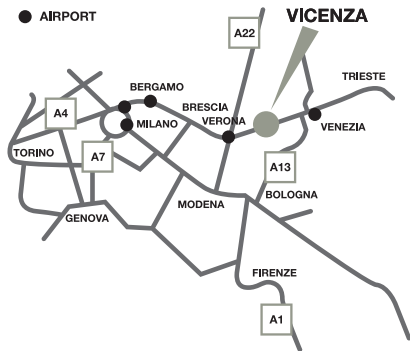 AIRPORT
VICENZA
A22
TRIESTE
BERGAMO
A4
BRESCIA
MILANO
VERONA
VENEZIA
TORINO
A7
A13
BOLOGNA
MODENA
GENOVA
FIRENZE
A1